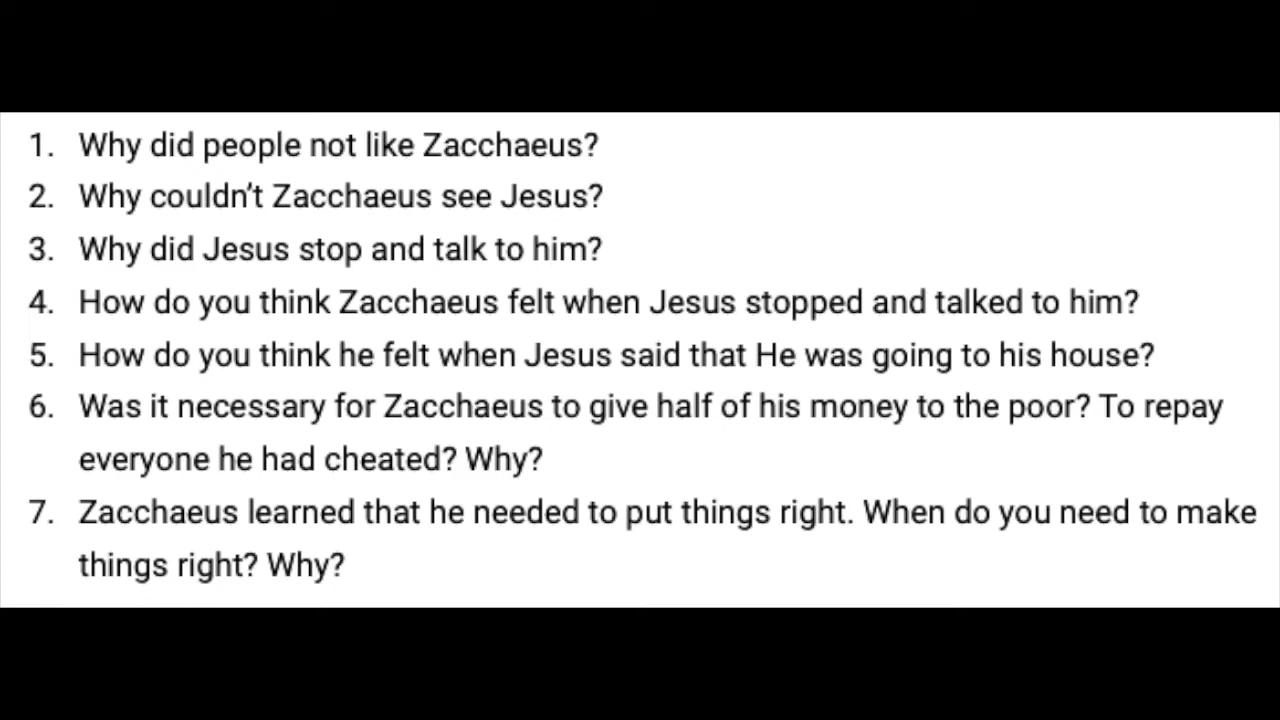 1. Why did people not like Zacchaeus?
2. Why couldn't Zacchaeus see Jesus?
3. Why did Jesus stop and talk to him?
4. How do you think Zacchaeus felt when Jesus stopped and talked to him?
5. How do you think he felt when Jesus said that He was going to his house?
6. Was it necessary for Zacchaeus to give half of his money to the poor? To repay
everyone he had cheated? Why?
7. Zacchaeus learned that he needed to put things right. When do you need to make
things right? Why?